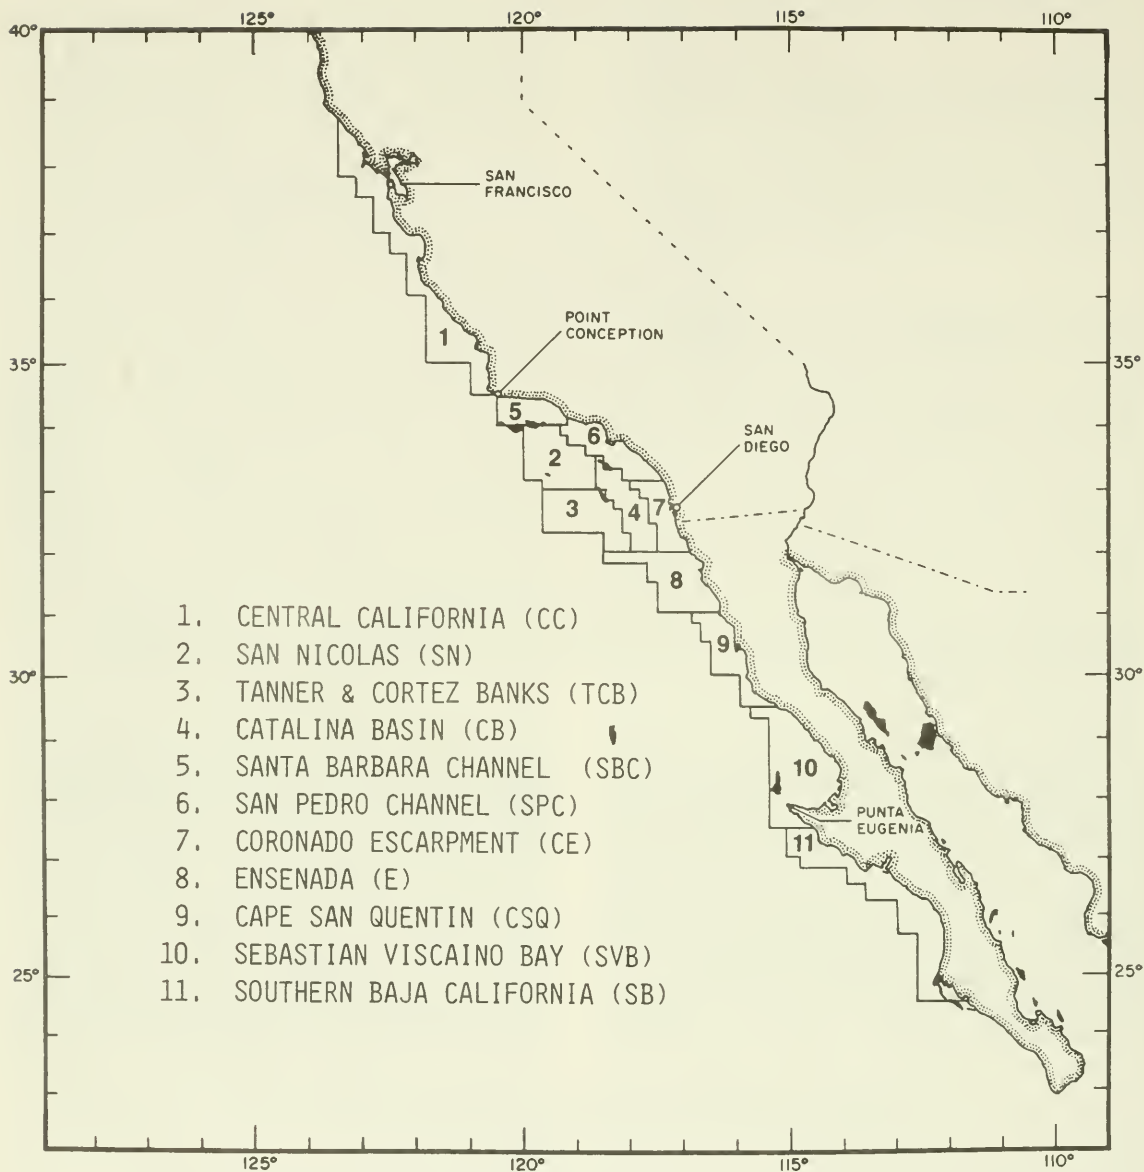 125° 120° 115° 110°
40°
SAN
FRANCISCO
1
POINT
CONCEPTION
35° 35°
5
6
SAN
DIEGO
2
3
4
7
8
1. CENTRAL CALIFORNIA (CC)
2. SAN NICOLAS (SN)
9
30° 30°
3. TANNER & CORTEZ BANKS (TCB)
4. CATALINA BASIN (CB)
5. SANTA BARBARA CHANNEL (SBC)
10
6. SAN PEDRO CHANNEL (SPC)
PUNTA
EUGENIA
7. CORONADO ESCARPMENT (CE)
11
8. ENSENADA (E)
9. CAPE SAN QUENTIN (CSQ)
10. SEBASTIAN VISCAINO BAY (SVB)
25° 25°
11. SOUTHERN BAJA CALIFORNIA (SB)
125° 120° 115° 110°